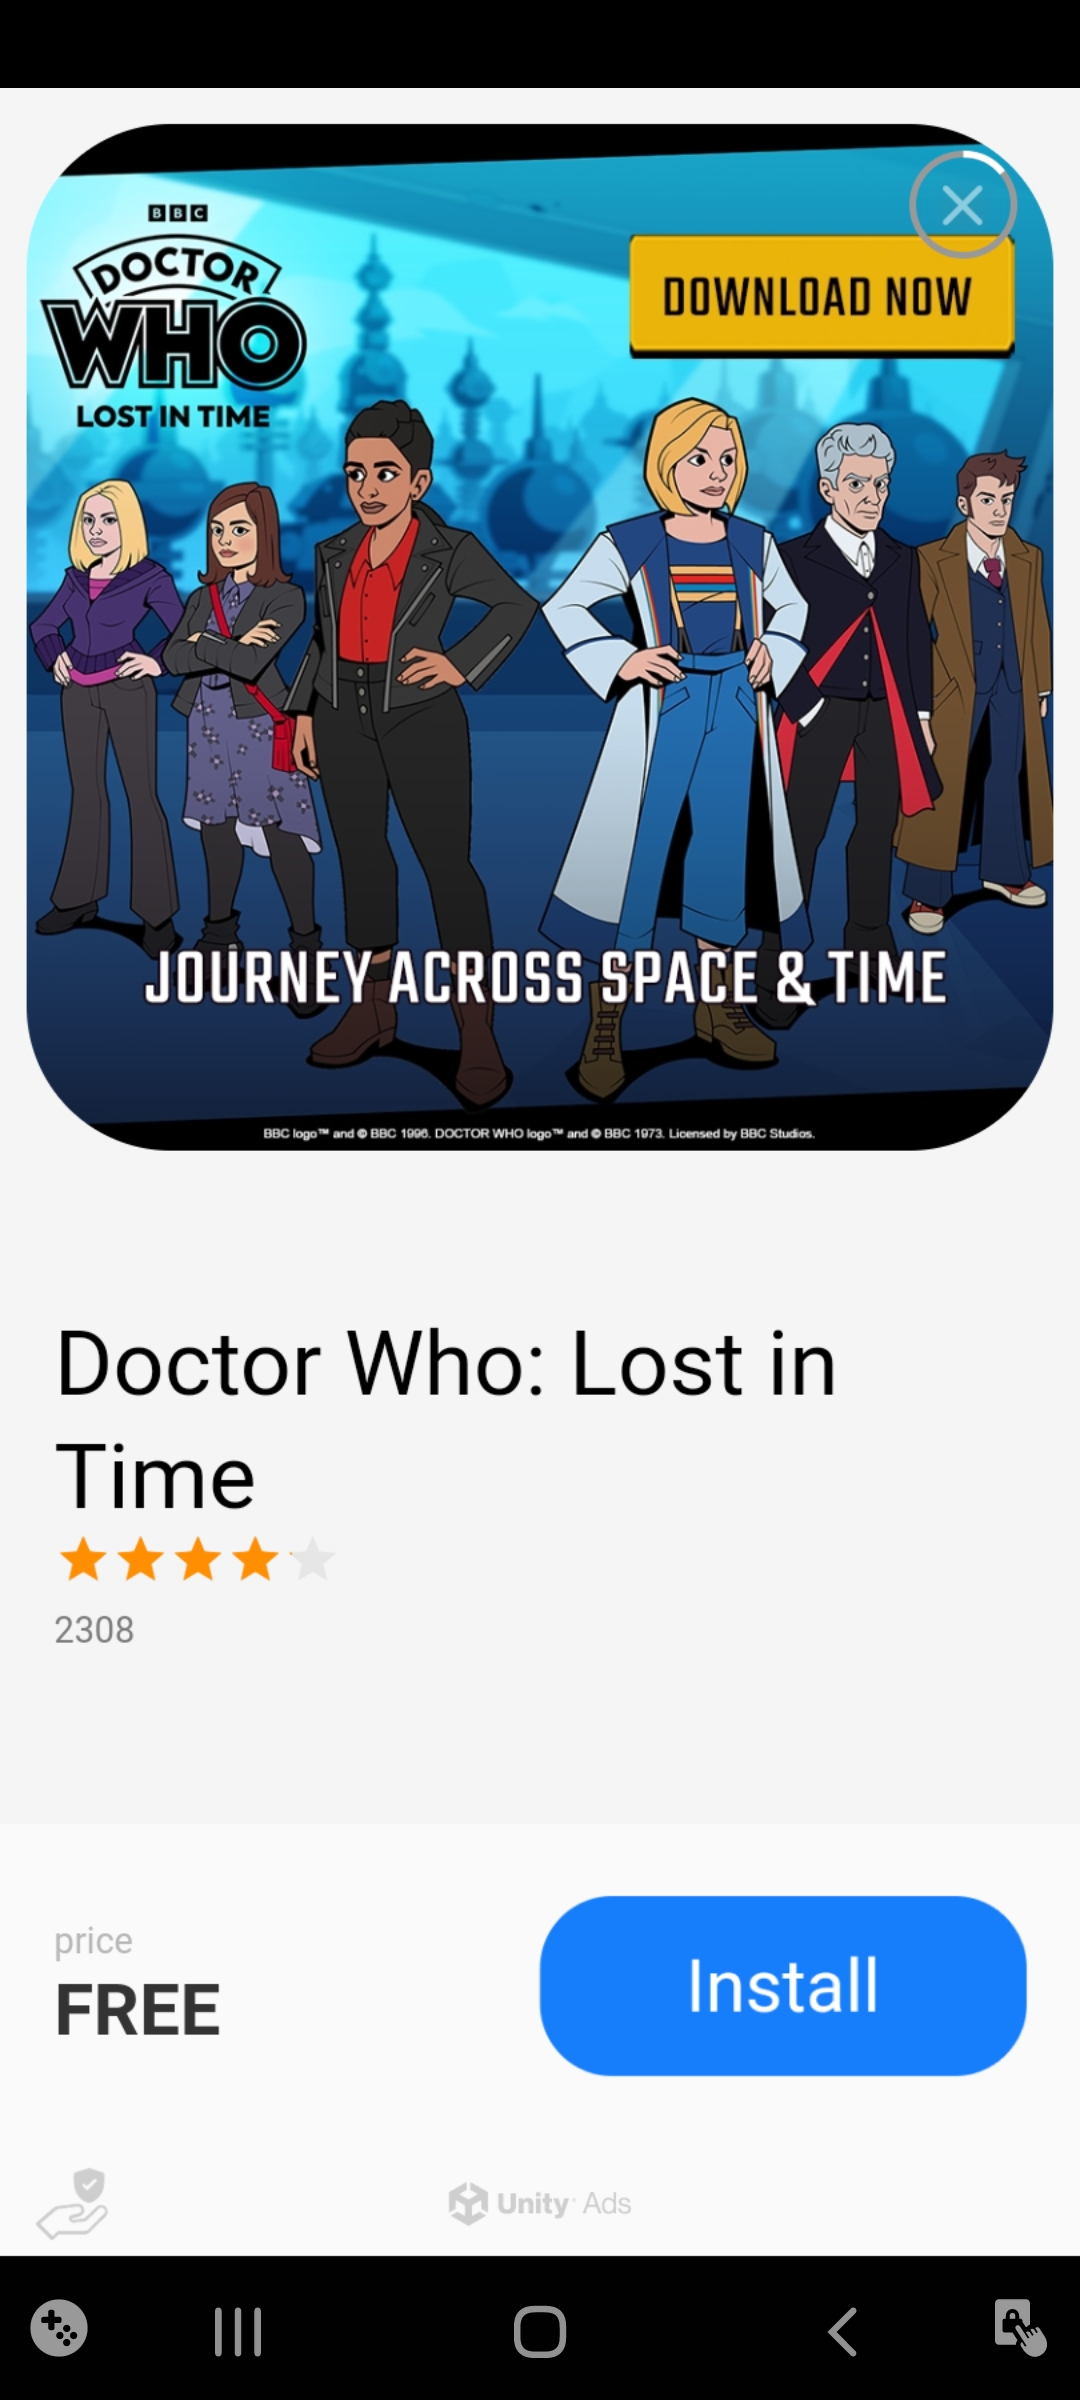 BBC
DOCTOR
WHO
LOST IN TIME
DOWNLOAD NOW
JOURNEY ACROSS SPACE & TIME
BBC logo™ and © BBC 1996. DOCTOR WHO logo™ and © BBC 1973. Licensed by BBC Studios.
Doctor Who: Lost in
Time
2308
price
FREE
Install
Unity Ads